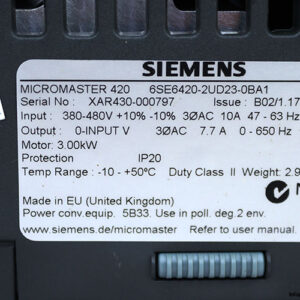 SIEMENS
MICROMASTER 420 6SE6420-2UD23-0BA1
Serial No : XAR430-000797 Issue : B02/1.17
Input : 380-480V +10% -10% 3ØAC 10A 47 - 63 H
Output : 0-INPUT V 3ØAC 7.7 A 0 - 650 Hz
Motor: 3.00kW
Protection IP20
Temp Range : -10 - +50°C Duty Class II Weight: 2.9
Made in EU (United Kingdom)
Power conv.equip. 5B33. Use in poll. deg.2 env.
www.siemens.de/micromaster Refer to user manual.